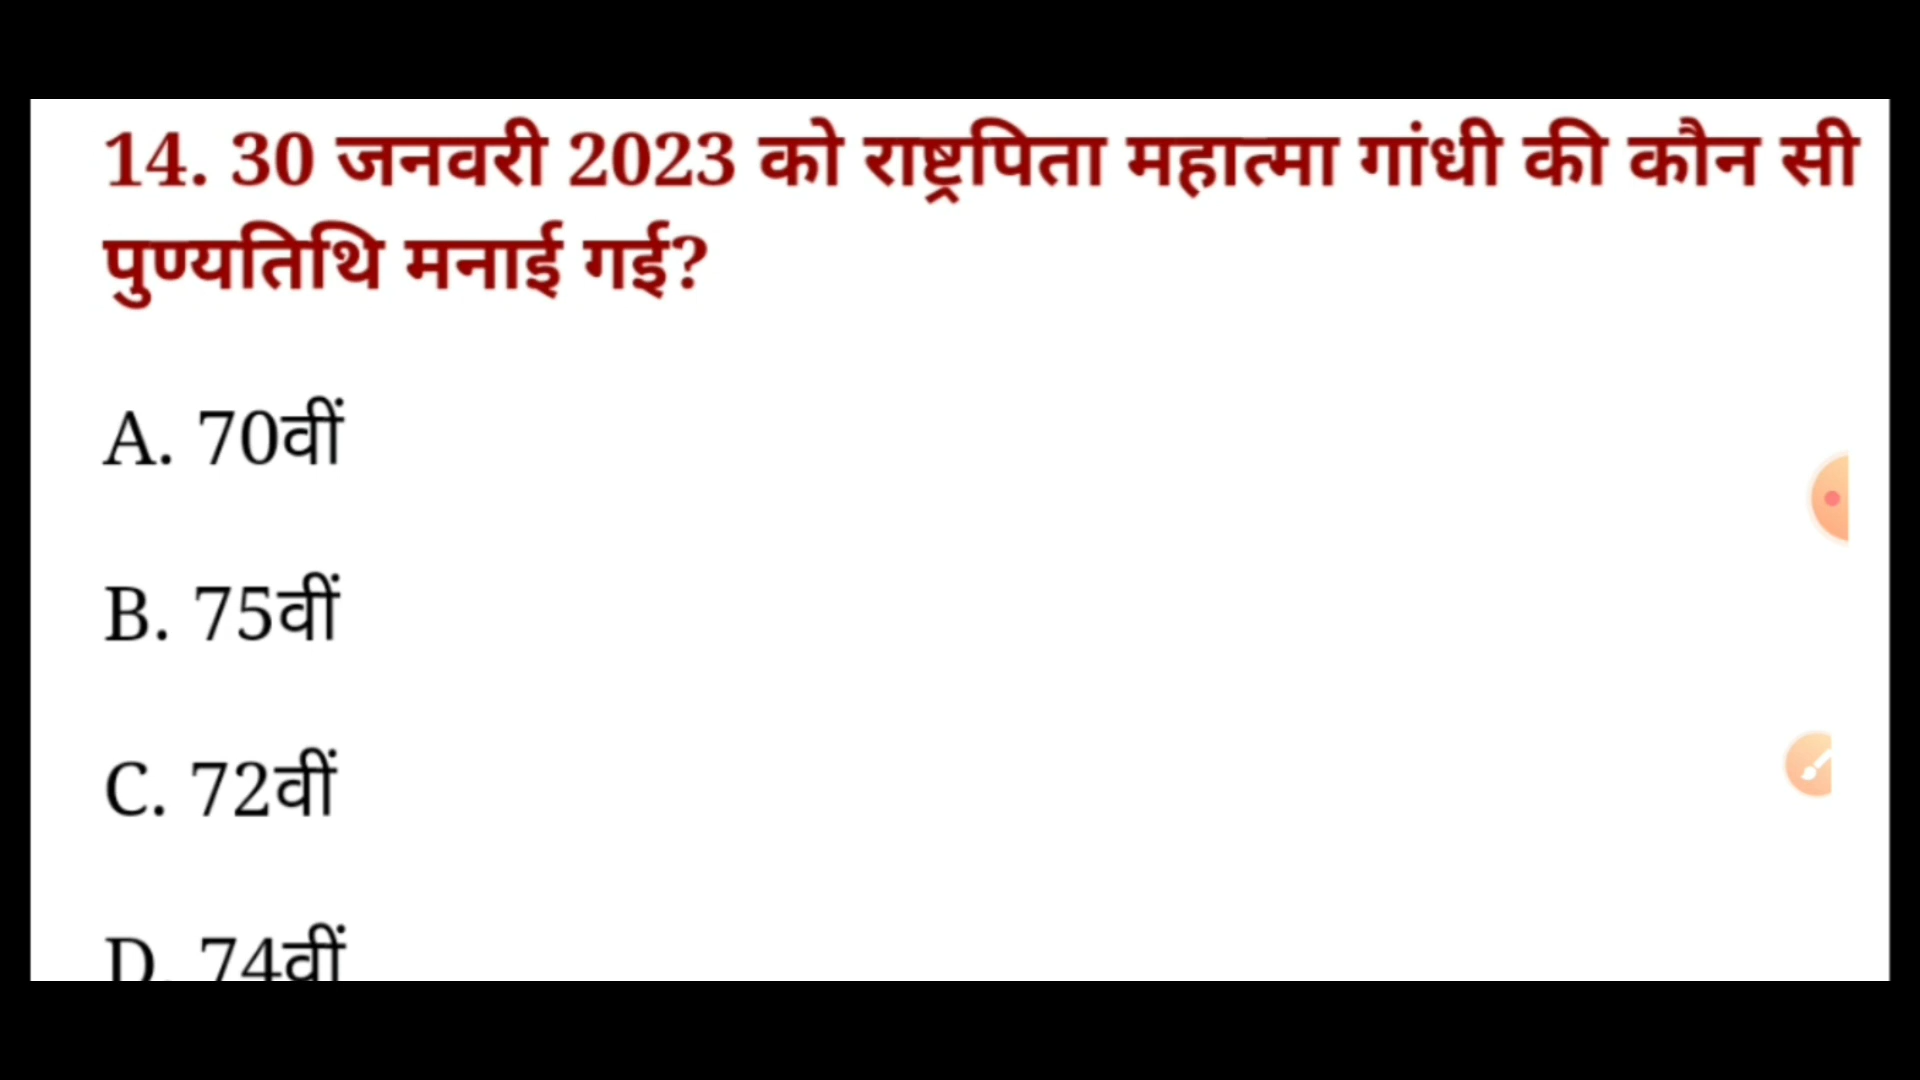 14. 30 जनवरी 2023 को राष्ट्रपिता महात्मा गांधी की कौन सी
पुण्यतिथि मनाई गई?
A. 70वीं
B. 75वीं
C. 72वीं
D. 74वीं